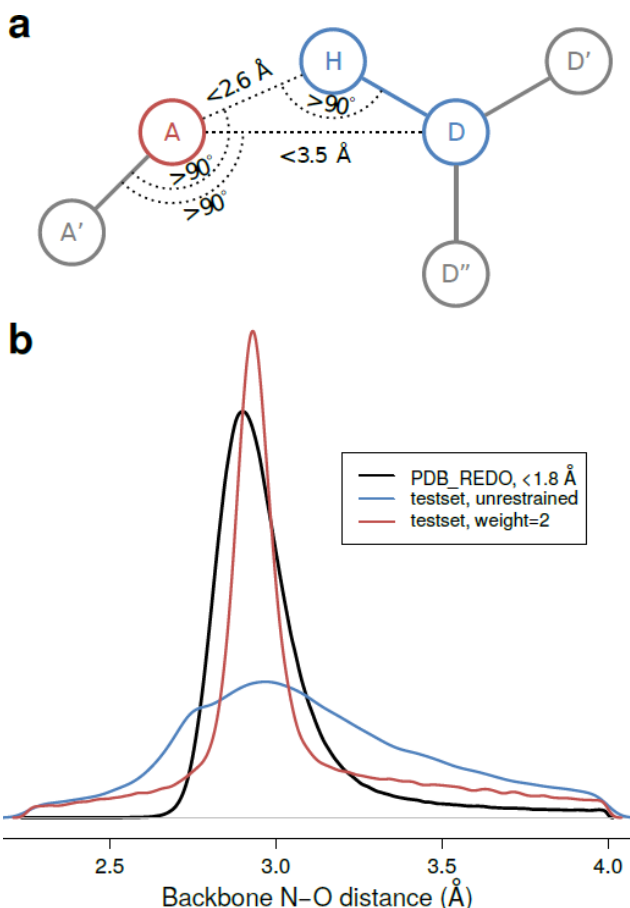 a
H
D'
<2.6 Å
>90°
A
D
<3.5 Å
>90°
>90°
A'
D"
b
PDB_REDO, <1.8 Å
testset, unrestrained
testset, weight=2
2.5 3.0 3.5 4.0
Backbone N−O distance (Å)